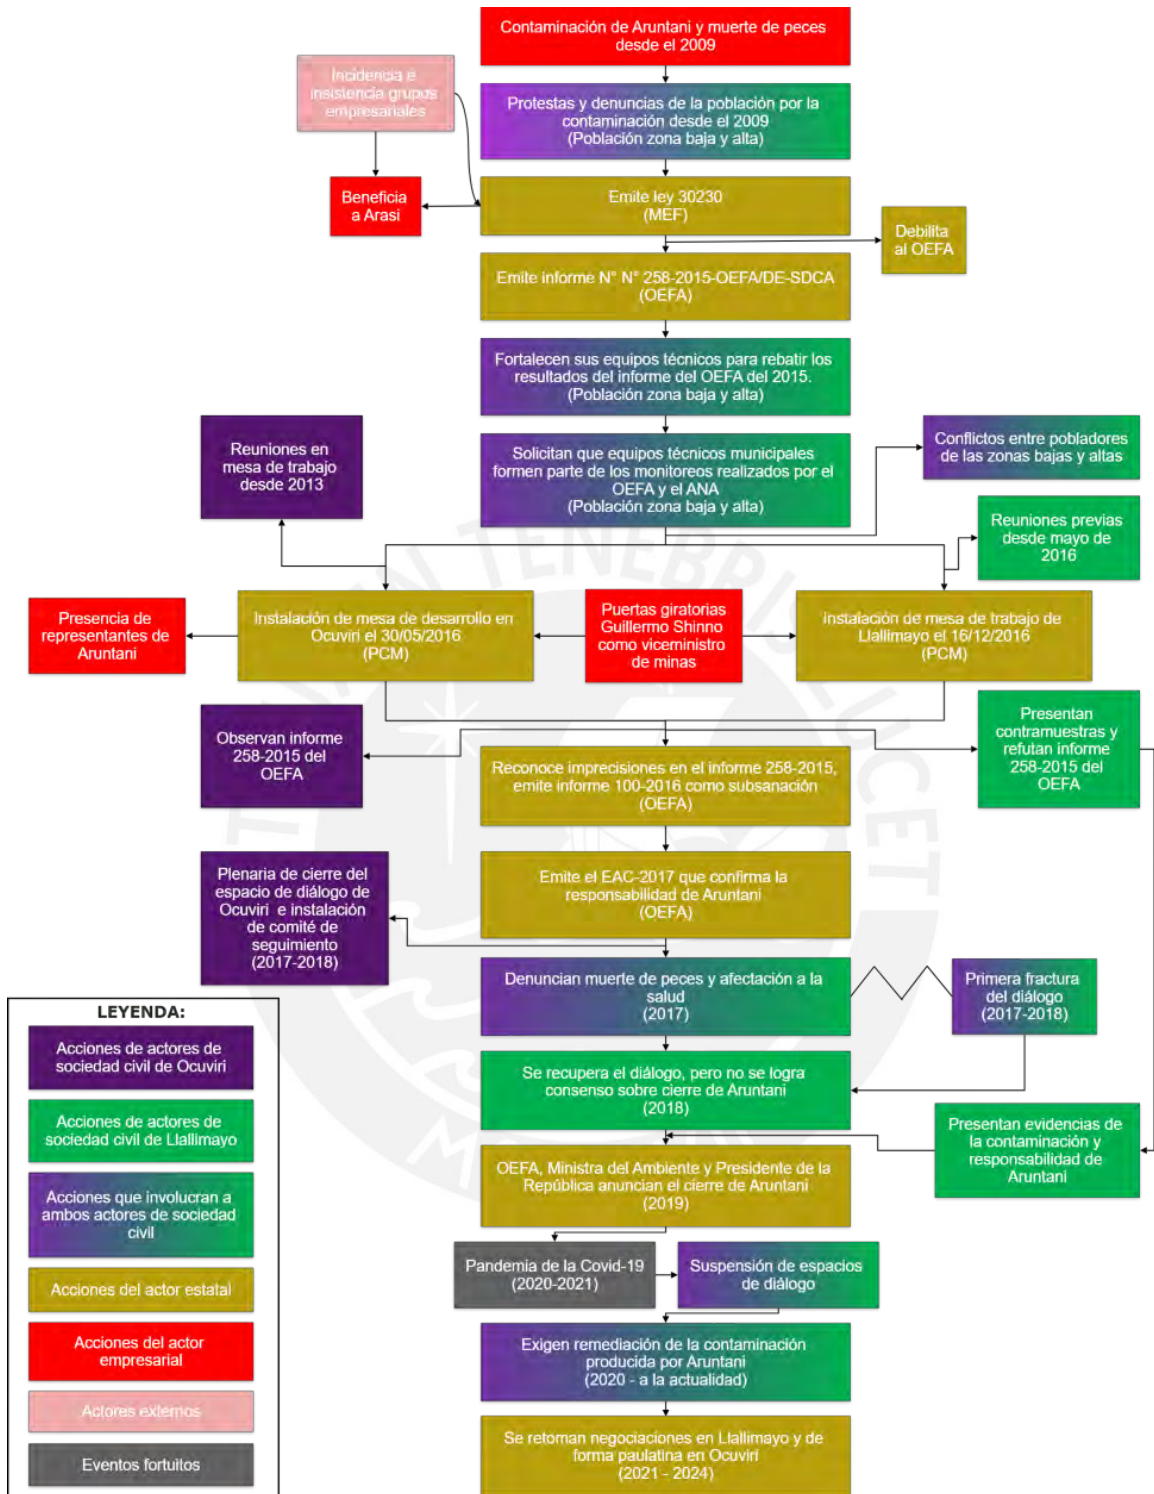 Contaminación de Aruntani y muerte de peces
desde el 2009
Incidencia e
insistencia grupos
empresariales
Protestas y denuncias de la población por la
contaminación desde el 2009
(Población zona baja y alta)
Beneficia
a Arasi
Emite ley 30230
(MEF)
Debilita
al OEFA
Emite informe N° N° 258-2015-OEFA/DE-SDCA
(OEFA)
Fortalecen sus equipos técnicos para rebatir los
resultados del informe del OEFA del 2015.
(Población zona baja y alta)
Reuniones en
mesa de trabajo
desde 2013
Solicitan que equipos técnicos municipales
formen parte de los monitoreos realizados por el
OEFA y el ANA
(Población zona baja y alta)
Conflictos entre pobladores
de las zonas bajas y altas
Reuniones previas
desde mayo de
2016
Presencia de
representantes de
Aruntani
Instalación de mesa de desarrollo en
Ocuviri el 30/05/2016
(PCM)
Puertas giratorias
Guillermo Shinno
como viceministro
de minas
Instalación de mesa de trabajo de
Llallimayo el 16/12/2016
(PCM)
Observan informe
258-2015 del
OEFA
Reconoce imprecisiones en el informe 258-2015,
emite informe 100-2016 como subsanación
(OEFA)
Presentan
contramuestras y
refutan informe
258-2015 del
OEFA
Plenaria de cierre del
espacio de diálogo de
Ocuviri e instalación
de comité de
seguimiento
(2017-2018)
Emite el EAC-2017 que confirma la
responsabilidad de Aruntani
(OEFA)
Denuncian muerte de peces y afectación a la
salud
(2017)
Primera fractura
del diálogo
(2017-2018)
Se recupera el diálogo, pero no se logra
consenso sobre cierre de Aruntani
(2018)
Presentan evidencias de
la contaminación y
responsabilidad de
Aruntani
OEFA, Ministra del Ambiente y Presidente de la
República anuncian el cierre de Aruntani
(2019)
Pandemia de la Covid-19
(2020-2021)
Suspensión de espacios
de diálogo
Exigen remediación de la contaminación
producida por Aruntani
(2020 - a la actualidad)
Se retoman negociaciones en Llallimayo y de
forma paulatina en Ocuviri
(2021 - 2024)
LEYENDA:
Acciones de actores de
sociedad civil de Ocuviri
Acciones de actores de
sociedad civil de Llallimayo
Acciones que involucran a
ambos actores de sociedad
civil
Acciones del actor estatal
Acciones del actor
empresarial
Actores externos
Eventos fortuitos